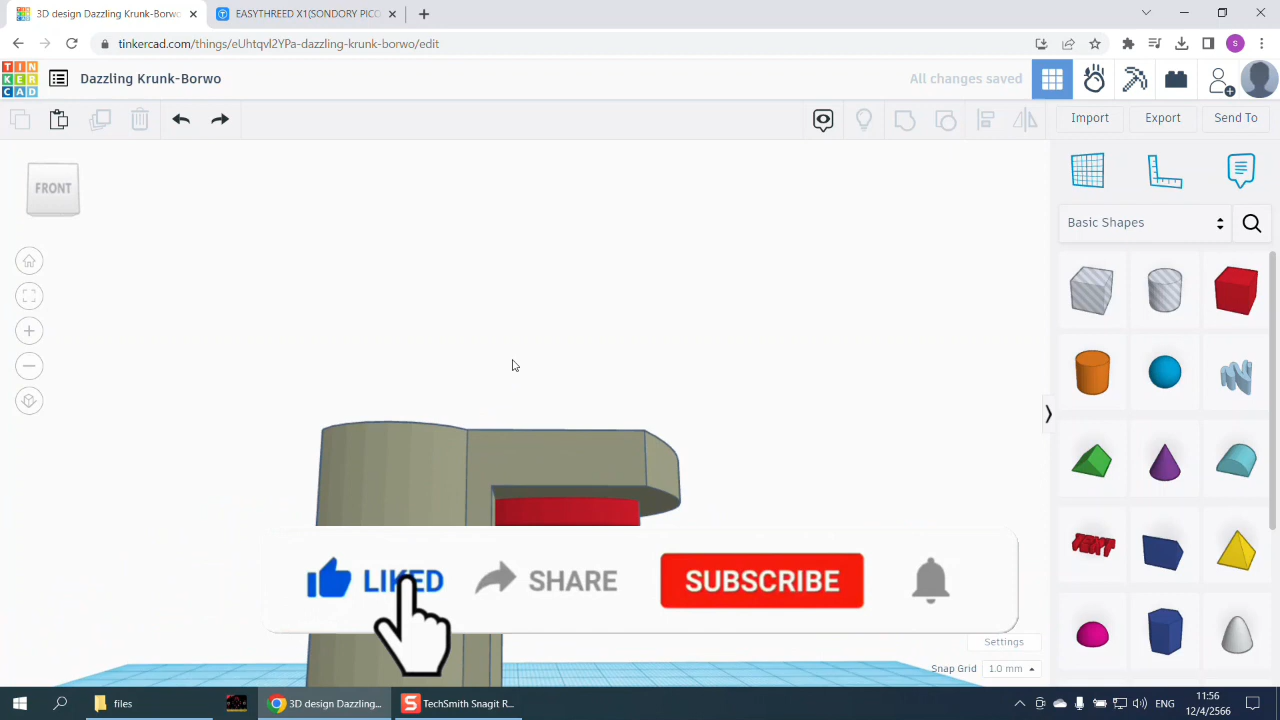 3D design Dazzling Krunk-Borwo
EASYTHREED X1(SONDORY PICO
tinkercad.com/things/eUhtqvl2YPa-dazzling-krunk-borwo/edit
S
TIN
KER
CAD
Dazzling Krunk-Borwo
All changes saved
Import
Export
Send To
FRONT
Basic Shapes
TEXT
LIKED
SHARE
SUBSCRIBE
Settings
Snap Grid
1.0 mm
files
3D design Dazzling...
S
TechSmith Snagit R...
11:56
12/4/2566